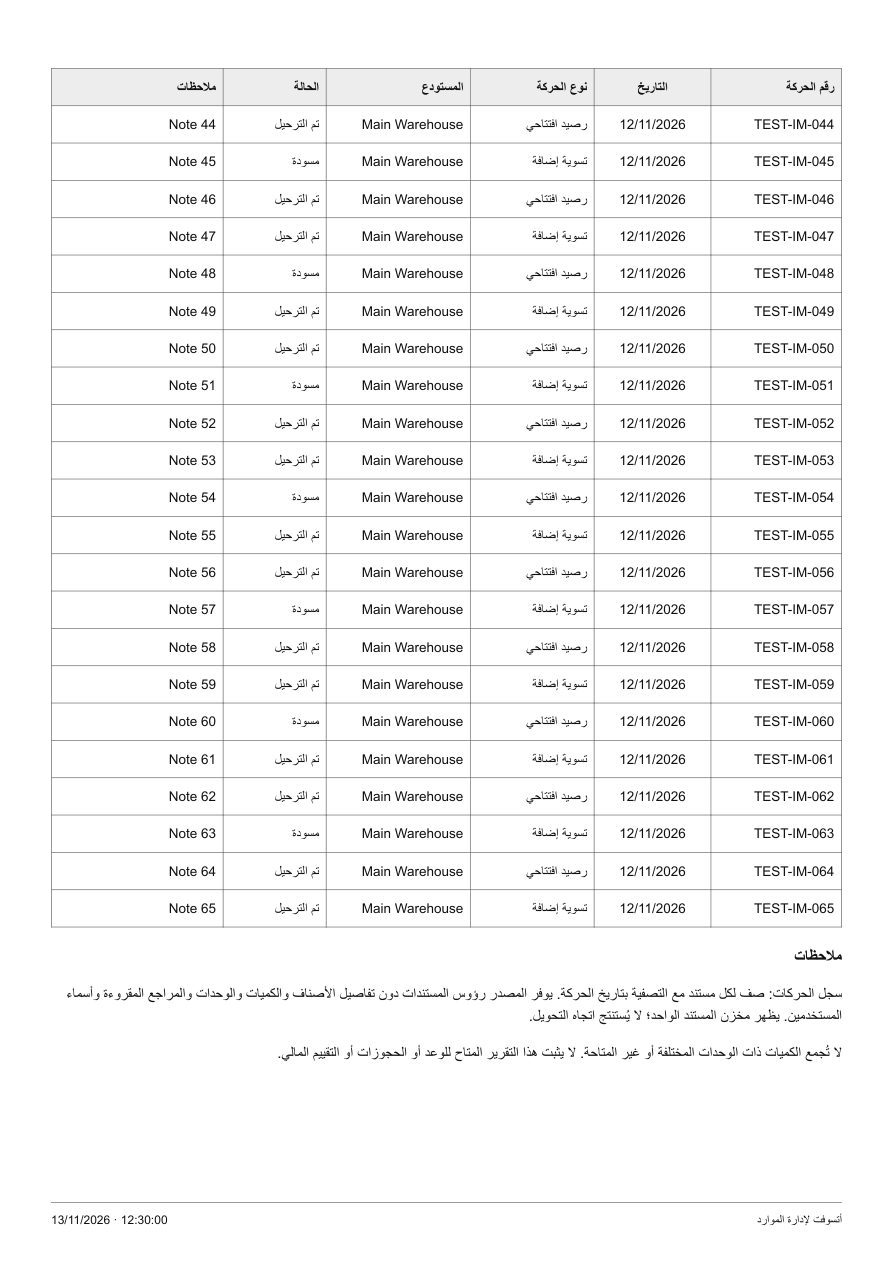 رقم الحركة التاريخ نوع الحركة المستودع الحالة ملاحظات
TEST-IM-044 12/11/2026 رصيد افتتاحي Main Warehouse تم الترحيل Note 44
TEST-IM-045 12/11/2026 تسوية إضافة Main Warehouse مسودة Note 45
TEST-IM-046 12/11/2026 رصيد افتتاحي Main Warehouse تم الترحيل Note 46
TEST-IM-047 12/11/2026 تسوية إضافة Main Warehouse تم الترحيل Note 47
TEST-IM-048 12/11/2026 رصيد افتتاحي Main Warehouse مسودة Note 48
TEST-IM-049 12/11/2026 تسوية إضافة Main Warehouse تم الترحيل Note 49
TEST-IM-050 12/11/2026 رصيد افتتاحي Main Warehouse تم الترحيل Note 50
TEST-IM-051 12/11/2026 تسوية إضافة Main Warehouse مسودة Note 51
TEST-IM-052 12/11/2026 رصيد افتتاحي Main Warehouse تم الترحيل Note 52
TEST-IM-053 12/11/2026 تسوية إضافة Main Warehouse تم الترحيل Note 53
TEST-IM-054 12/11/2026 رصيد افتتاحي Main Warehouse مسودة Note 54
TEST-IM-055 12/11/2026 تسوية إضافة Main Warehouse تم الترحيل Note 55
TEST-IM-056 12/11/2026 رصيد افتتاحي Main Warehouse تم الترحيل Note 56
TEST-IM-057 12/11/2026 تسوية إضافة Main Warehouse مسودة Note 57
TEST-IM-058 12/11/2026 رصيد افتتاحي Main Warehouse تم الترحيل Note 58
TEST-IM-059 12/11/2026 تسوية إضافة Main Warehouse تم الترحيل Note 59
TEST-IM-060 12/11/2026 رصيد افتتاحي Main Warehouse مسودة Note 60
TEST-IM-061 12/11/2026 تسوية إضافة Main Warehouse تم الترحيل Note 61
TEST-IM-062 12/11/2026 رصيد افتتاحي Main Warehouse تم الترحيل Note 62
TEST-IM-063 12/11/2026 تسوية إضافة Main Warehouse مسودة Note 63
TEST-IM-064 12/11/2026 رصيد افتتاحي Main Warehouse تم الترحيل Note 64
TEST-IM-065 12/11/2026 تسوية إضافة Main Warehouse تم الترحيل Note 65
ملاحظات
سجل الحركات: صف لكل مستند مع التصفية بتاريخ الحركة. يوفر المصدر رؤوس المستندات دون تفاصيل الأصناف والكميات والوحدات والمراجع المقروءة وأسماء
المستخدمين. يظهر مخزن المستند الواحد؛ لا يُستنتج اتجاه التحويل.
لا تُجمع الكميات ذات الوحدات المختلفة أو غير المتاحة. لا يثبت هذا التقرير المتاح للوعد أو الحجوزات أو التقييم المالي.
أتسوفت لإدارة الموارد 13/11/2026 · 12:30:00